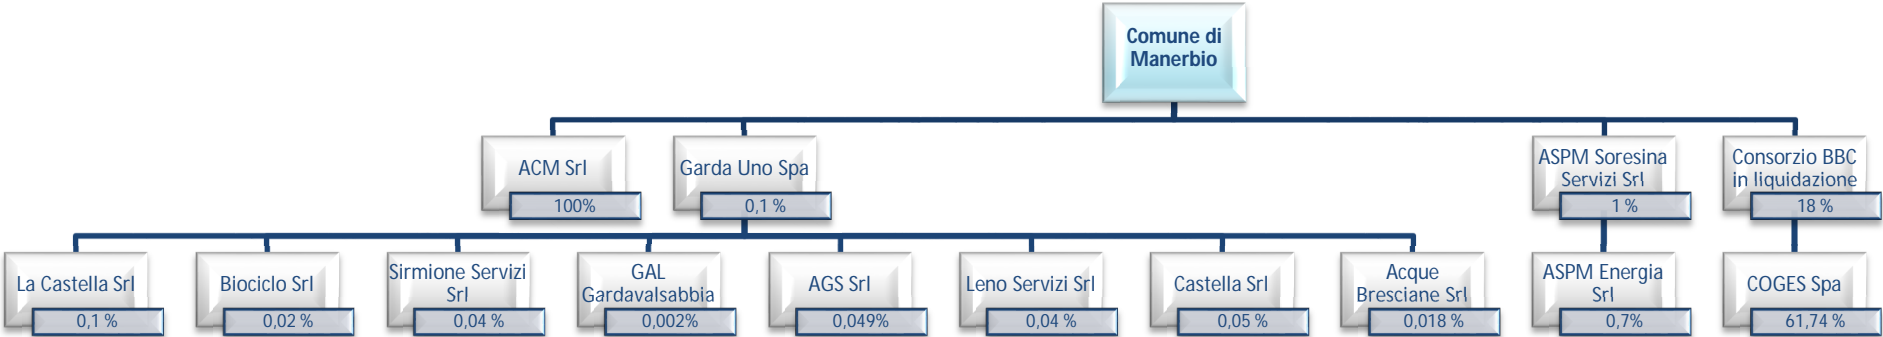 Comune di
Manerbio
ACM Srl
100%
Garda Uno Spa
0,1 %
ASPM Soresina
Servizi Srl
1 %
Consorzio BBC
in liquidazione
18 %
La Castella Srl
0,1 %
Biociclo Srl
0,02 %
Sirmione Servizi
Srl
0,04 %
GAL
Gardavalsabbia
0,002%
AGS Srl
0,049%
Leno Servizi Srl
0,04 %
Castella Srl
0,05 %
Acque
Bresciane Srl
0,018 %
ASPM Energia
Srl
0,7%
COGES Spa
61,74 %